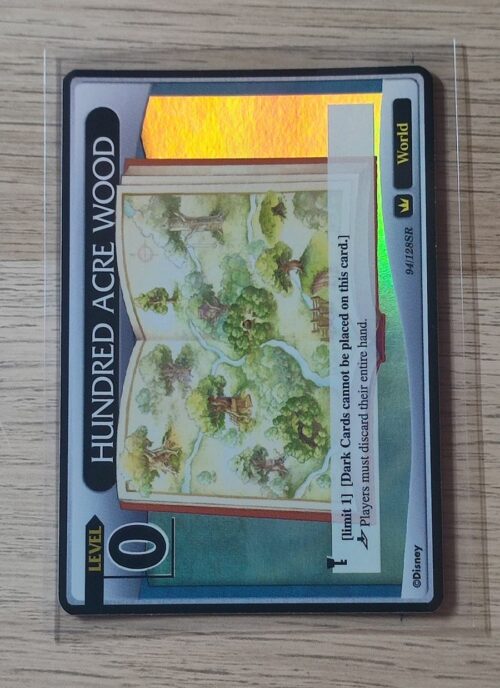 LEVEL
0
HUNDRED ACRE WOOD
[limit 1] [Dark Cards cannot be placed on this card.]
Players must discard their entire hand.
©Disney
94/128SR
World